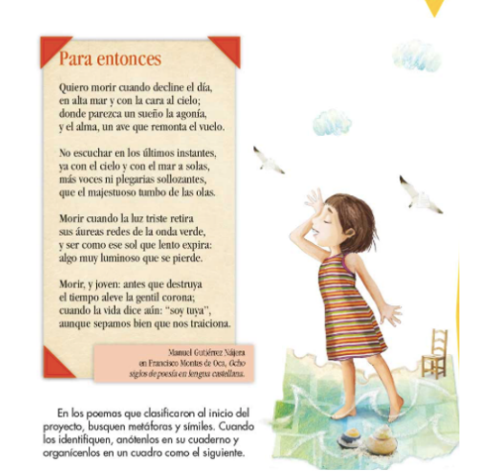 Para entonces
Quiero morir cuando decline el día,
en alta mar y con la cara al cielo;
donde parezca un sueño la agonía,
y el alma, un ave que remonta el vuelo.
No escuchar en los últimos instantes,
ya con el cielo y con el mar a solas,
más voces ni plegarias sollozantes,
que el majestuoso tumbo de las olas.
Morir cuando la luz triste retira
sus áureas redes de la onda verde,
y ser como ese sol que lento expira:
algo muy luminoso que se pierde.
Morir, y joven: antes que destruya
el tiempo aleve la gentil corona;
cuando la vida dice aún: "soy tuya",
aunque sepamos bien que nos traiciona.
Manuel Gutiérrez Nájera
en Francisco Montes de Oca, Ocho
siglos de poesía en lengua castellana.
En los poemas que clasificaron al inicio del
proyecto, busquen metáforas y símiles. Cuando
los identifiquen, anótenlos en su cuaderno y
organícenlos en un cuadro como el siguiente.